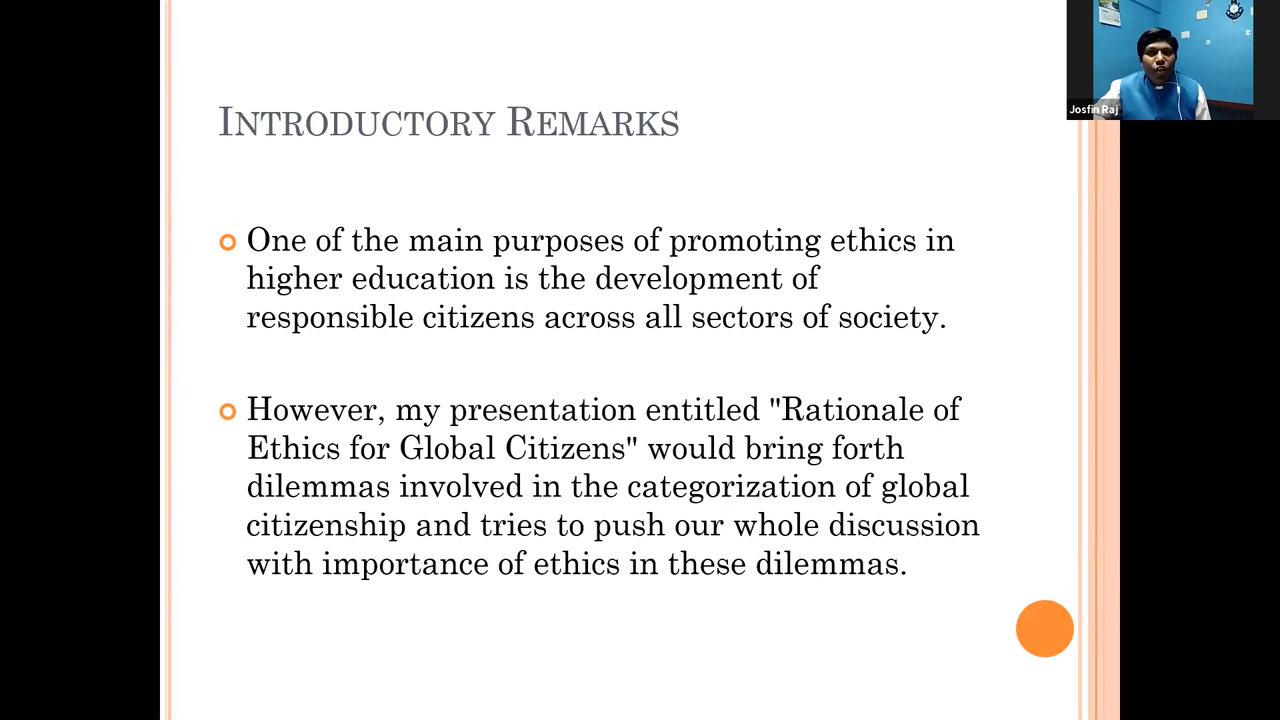 INTRODUCTORY REMARKS
One of the main purposes of promoting ethics in
higher education is the development of
responsible citizens across all sectors of society.
However, my presentation entitled "Rationale of
Ethics for Global Citizens" would bring forth
dilemmas involved in the categorization of global
citizenship and tries to push our whole discussion
with importance of ethics in these dilemmas.
Josfin Raj